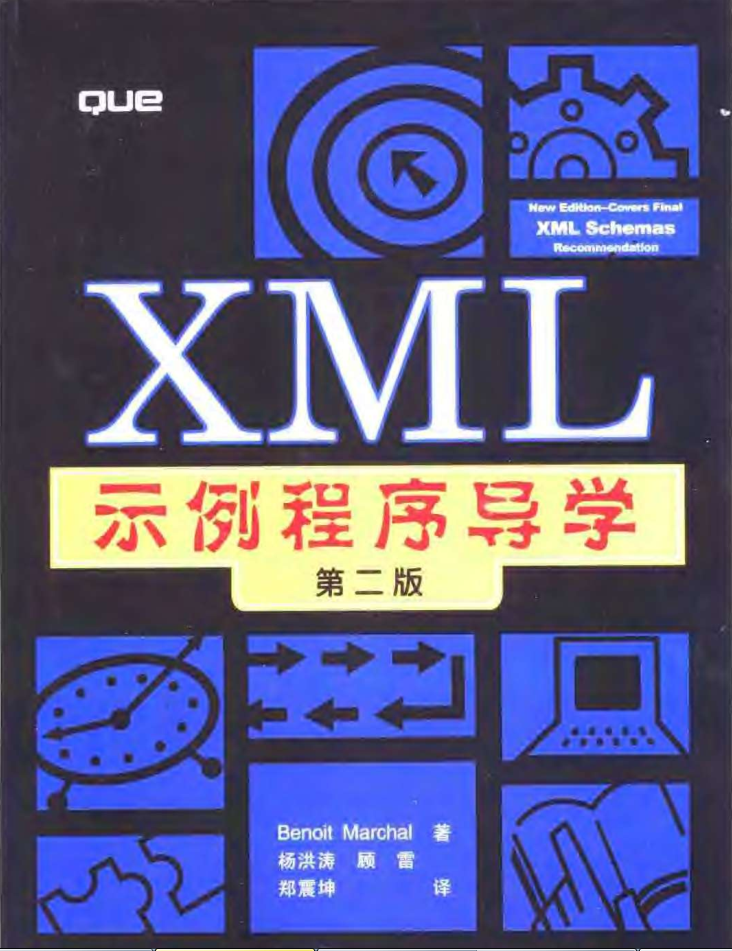 que
New Edition–Covers Final
XML Schemas
Recommendation
XML
示例程序导学
第二版
Benoit Marchal 著
杨洪涛 顾 雷
郑震坤 译